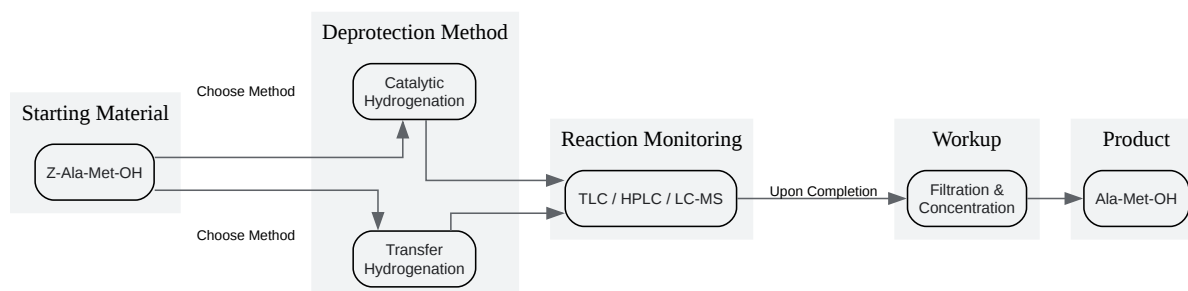 Deprotection Method
Choose Method
Catalytic
Hydrogenation
Starting Material
Z-Ala-Met-OH
Choose Method
Transfer
Hydrogenation
Reaction Monitoring
TLC / HPLC / LC-MS
Upon Completion
Workup
Filtration &
Concentration
Product
Ala-Met-OH